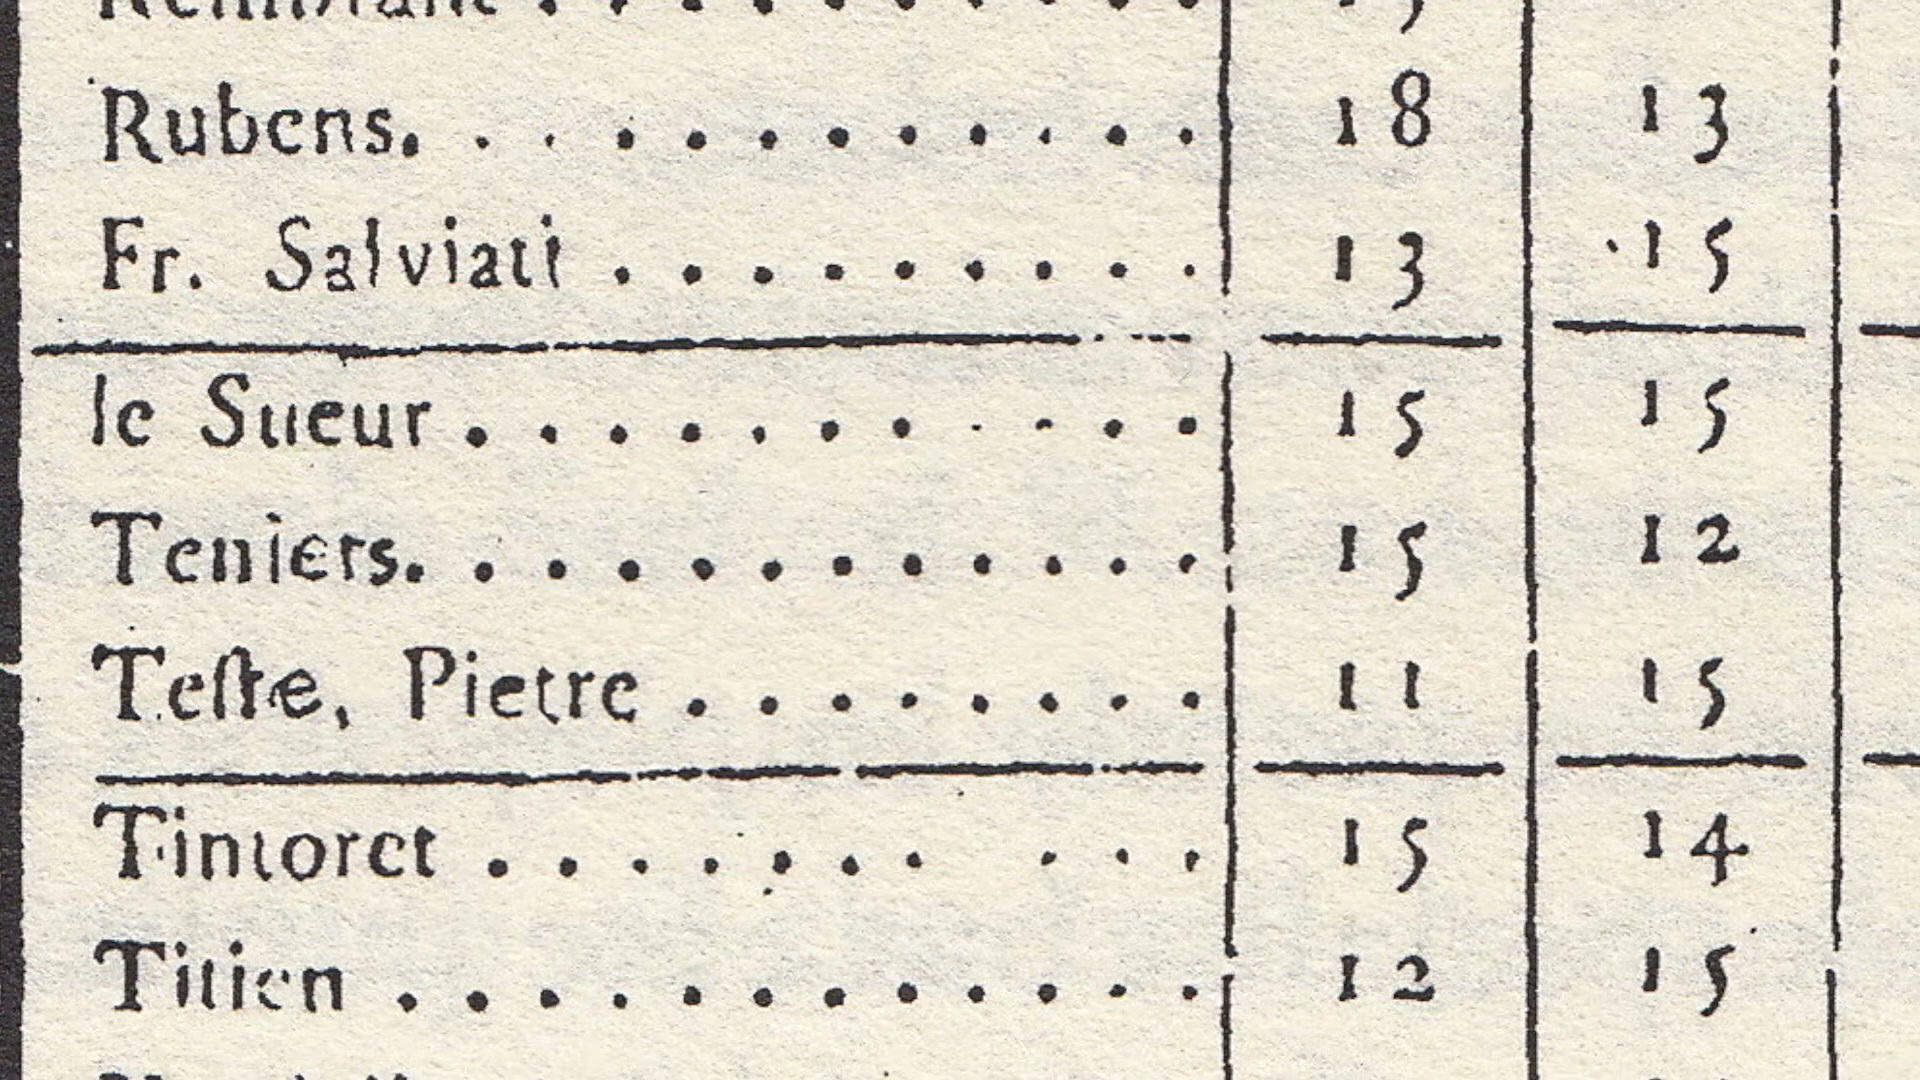 Rubens. . . . . . . . . . . . 18 13
Fr. Salviati . . . . . . . . . 13 15
le Sueur . . . . . . . . . . . 15 15
Teniers. . . . . . . . . . . . 15 12
Teſte, Pietre . . . . . . . . 11 15
Tintoret . . . . . . . . . . 15 14
Titien . . . . . . . . . . . . 12 15